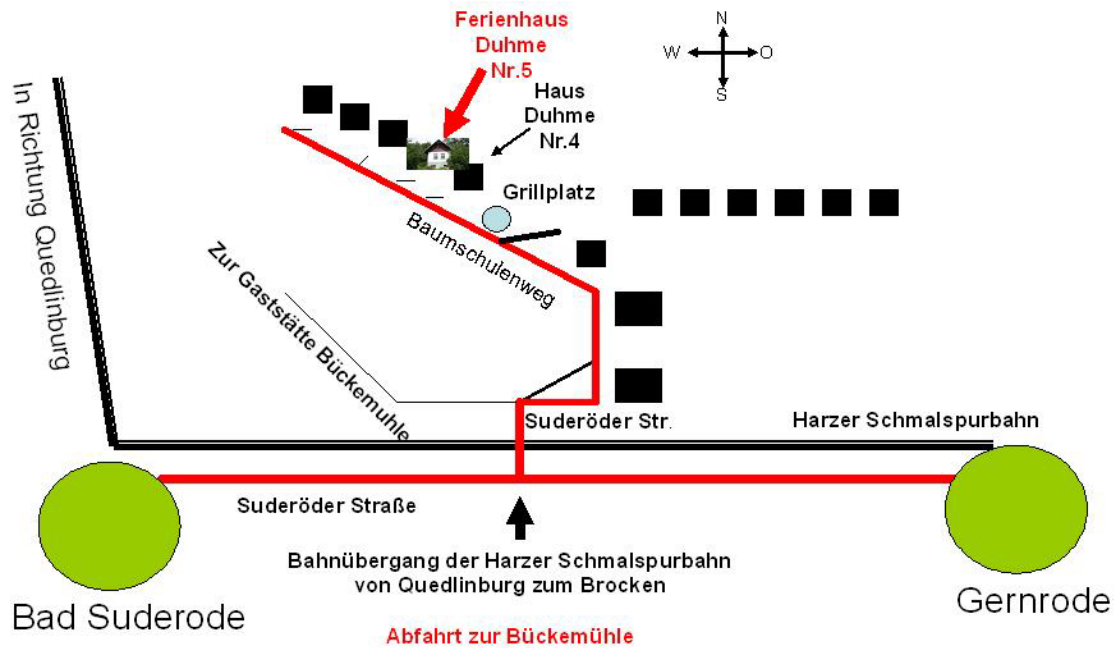 Ferienhaus
Duhme
Nr.5
N
W
O
S
Haus
Duhme
Nr.4
In Richtung Quedlinburg
Grillplatz
Baumschulenweg
Zur Gaststätte Bückemuhle
Suderöder Str.
Harzer Schmalspurbahn
Suderöder Straße
Bahnübergang der Harzer Schmalspurbahn
von Quedlinburg zum Brocken
Bad Suderode
Gernrode
Abfahrt zur Bückemühle